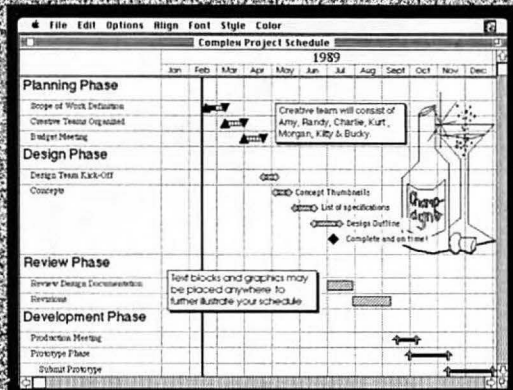 File Edit Options Align Font Style Color
Complex Project Schedule
1989
Jan Feb Mar Apr May Jun Jul Aug Sept Oct Nov Dec
Planning Phase
Scope of Work Definition
Creative Teams Organized
Budget Meeting
Creative team will consist of
Amy, Randy, Charlie, Kurt,
Morgan, Kitty & Bucky.
Design Phase
Design Team Kick-Off
Concepts
Concept Thumbnails
List of specifications
Design Outline
Complete and on time!
Champ-
agne
Review Phase
Review Design Documentation
Revisions
Text blocks and graphics may
be placed anywhere to
further illustrate your schedule
Development Phase
Production Meeting
Prototype Phase
Submit Prototype